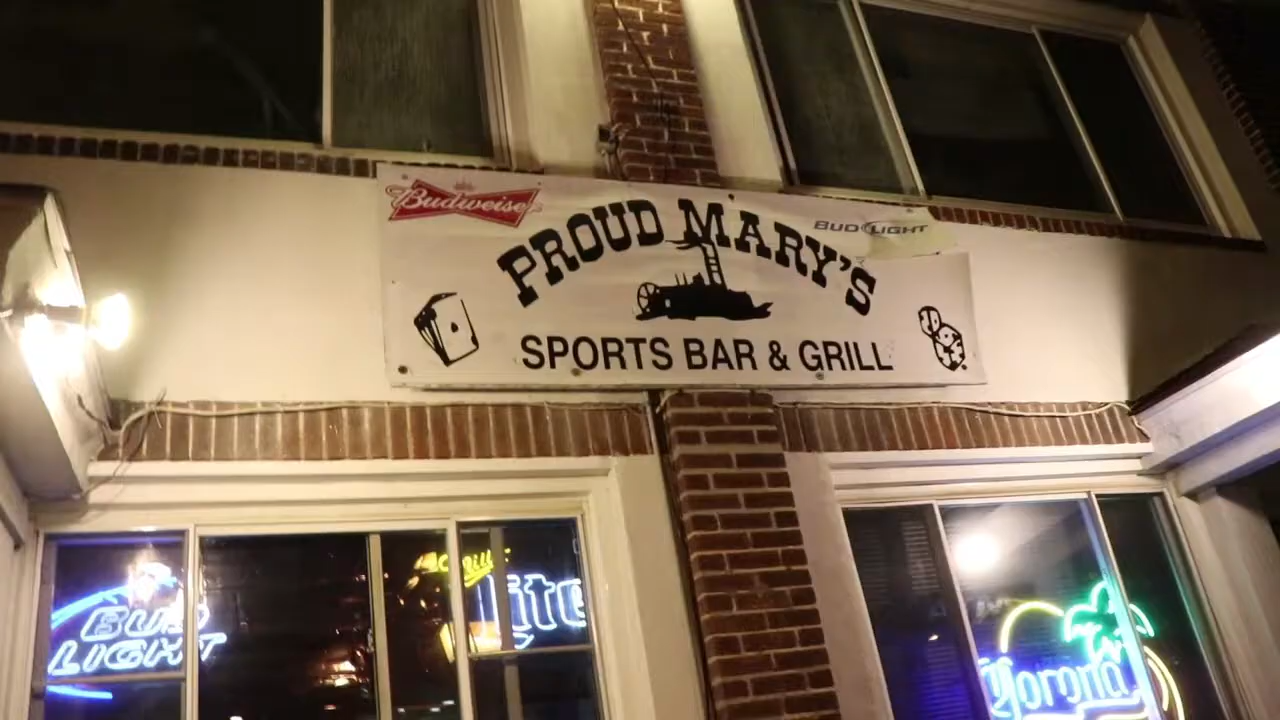 Budweiser
BUD LIGHT
PROUD MARY'S
SPORTS BAR & GRILL
BUD
LIGHT
Lite
Corona